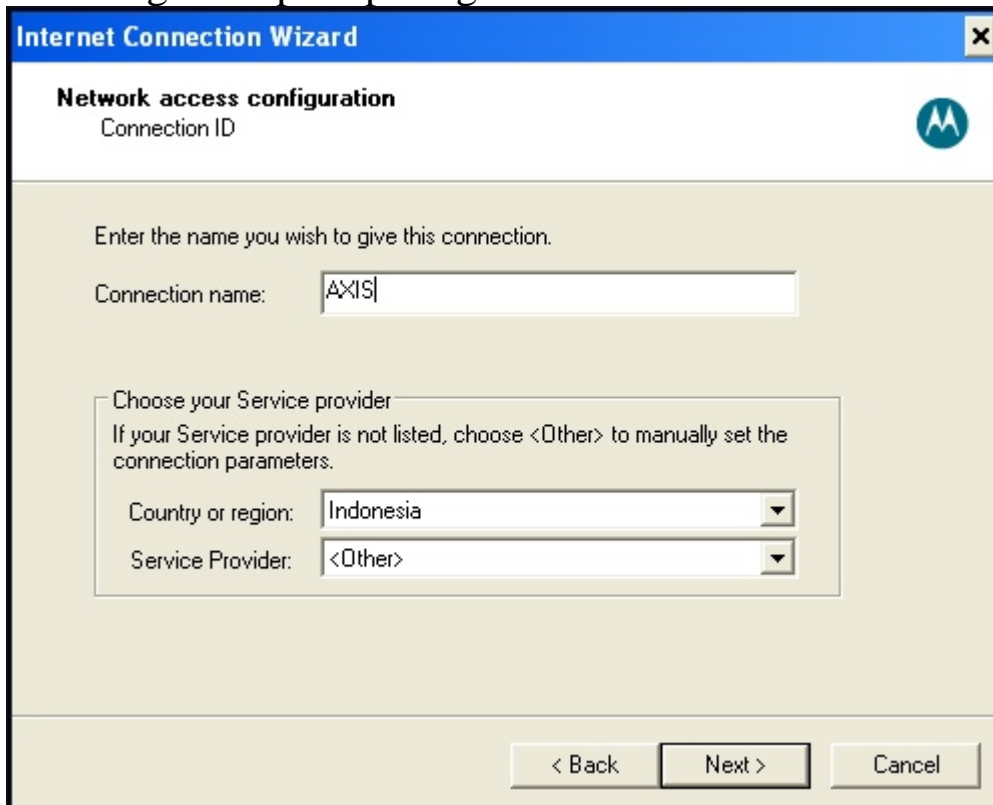 Internet Connection Wizard
Network access configuration
Connection ID
Enter the name you wish to give this connection.
Connection name: AXIS
Choose your Service provider
If your Service provider is not listed, choose <Other> to manually set the
connection parameters.
Country or region: Indonesia
Service Provider: <Other>
< Back Next > Cancel